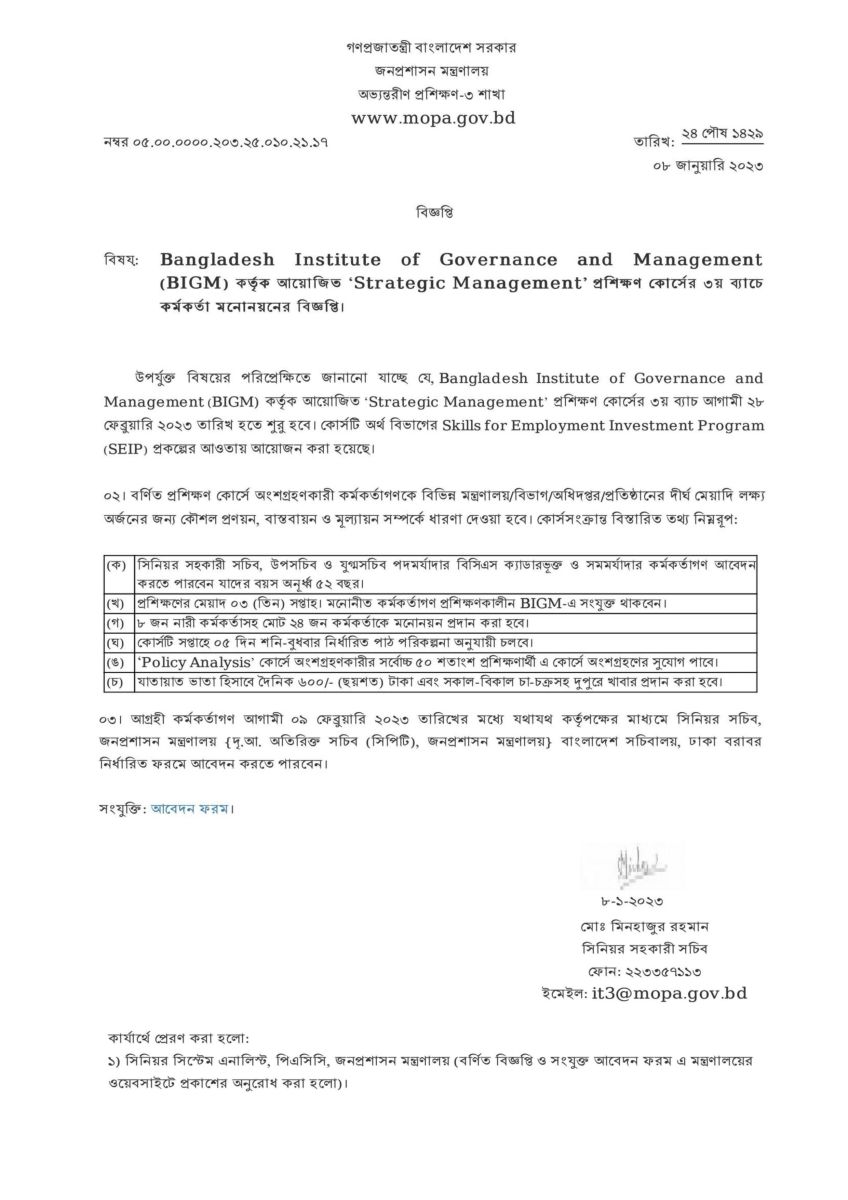 গণপ্রজাতন্ত্রী বাংলাদেশ সরকার
জনপ্রশাসন মন্ত্রণালয়
অভ্যন্তরীণ প্রশিক্ষণ-৩ শাখা
www.mopa.gov.bd
নম্বর ০৫.০০.০০০০.২০৩.২৫.০১০.২১.১৭
তারিখ: ২৪ পৌষ ১৪২৯
০৮ জানুয়ারি ২০২৩
বিজ্ঞপ্তি
বিষয়: Bangladesh Institute of Governance and Management
(BIGM) কর্তৃক আয়োজিত ‘Strategic Management’ প্রশিক্ষণ কোর্সের ৩য় ব্যাচে
কর্মকর্তা মনোনয়নের বিজ্ঞপ্তি।
উপর্যুক্ত বিষয়ের পরিপ্রেক্ষিতে জানানো যাচ্ছে যে, Bangladesh Institute of Governance and
Management (BIGM) কর্তৃক আয়োজিত ‘Strategic Management’ প্রশিক্ষণ কোর্সের ৩য় ব্যাচ আগামী ২৮
ফেব্রুয়ারি ২০২৩ তারিখ হতে শুরু হবে। কোর্সটি অর্থ বিভাগের Skills for Employment Investment Program
(SEIP) প্রকল্পের আওতায় আয়োজন করা হয়েছে।
০২। বর্ণিত প্রশিক্ষণ কোর্সে অংশগ্রহণকারী কর্মকর্তাগণকে বিভিন্ন মন্ত্রণালয়/বিভাগ/অধিদপ্তর/প্রতিষ্ঠানের দীর্ঘ মেয়াদি লক্ষ্য
অর্জনের জন্য কৌশল প্রণয়ন, বাস্তবায়ন ও মূল্যায়ন সম্পর্কে ধারণা দেওয়া হবে। কোর্সসংক্রান্ত বিস্তারিত তথ্য নিম্নরূপ:
(ক) সিনিয়র সহকারী সচিব, উপসচিব ও যুগ্মসচিব পদমর্যাদার বিসিএস ক্যাডারভূক্ত ও সমমর্যাদার কর্মকর্তাগণ আবেদন
করতে পারবেন যাদের বয়স অনূর্ধ্ব ৫২ বছর।
(খ) প্রশিক্ষণের মেয়াদ ০৩ (তিন) সপ্তাহ। মনোনীত কর্মকর্তাগণ প্রশিক্ষণকালীন BIGM-এ সংযুক্ত থাকবেন।
(গ) ৮ জন নারী কর্মকর্তাসহ মোট ২৪ জন কর্মকর্তাকে মনোনয়ন প্রদান করা হবে।
(ঘ) কোর্সটি সপ্তাহে ০৫ দিন শনি-বুধবার নির্ধারিত পাঠ পরিকল্পনা অনুযায়ী চলবে।
(ঙ) ‘Policy Analysis’ কোর্সে অংশগ্রহণকারীর সর্বোচ্চ ৫০ শতাংশ প্রশিক্ষণার্থী এ কোর্সে অংশগ্রহণের সুযোগ পাবে।
(চ) যাতায়াত ভাতা হিসাবে দৈনিক ৬০০/- (ছয়শত) টাকা এবং সকাল-বিকাল চা-চক্রসহ দুপুরে খাবার প্রদান করা হবে।
০৩। আগ্রহী কর্মকর্তাগণ আগামী ০৯ ফেব্রুয়ারি ২০২৩ তারিখের মধ্যে যথাযথ কর্তৃপক্ষের মাধ্যমে সিনিয়র সচিব,
জনপ্রশাসন মন্ত্রণালয় {দৃ.আ. অতিরিক্ত সচিব (সিপিটি), জনপ্রশাসন মন্ত্রণালয়} বাংলাদেশ সচিবালয়, ঢাকা বরাবর
নির্ধারিত ফরমে আবেদন করতে পারবেন।
সংযুক্তি: আবেদন ফরম।
৮-১-২০২৩
মোঃ মিনহাজুর রহমান
সিনিয়র সহকারী সচিব
ফোন: ২২৩৩৫৭১১৩
ইমেইল: it3@mopa.gov.bd
কার্যার্থে প্রেরণ করা হলো:
১) সিনিয়র সিস্টেম এনালিস্ট, পিএসিসি, জনপ্রশাসন মন্ত্রণালয় (বর্ণিত বিজ্ঞপ্তি ও সংযুক্ত আবেদন ফরম এ মন্ত্রণালয়ের
ওয়েবসাইটে প্রকাশের অনুরোধ করা হলো)।